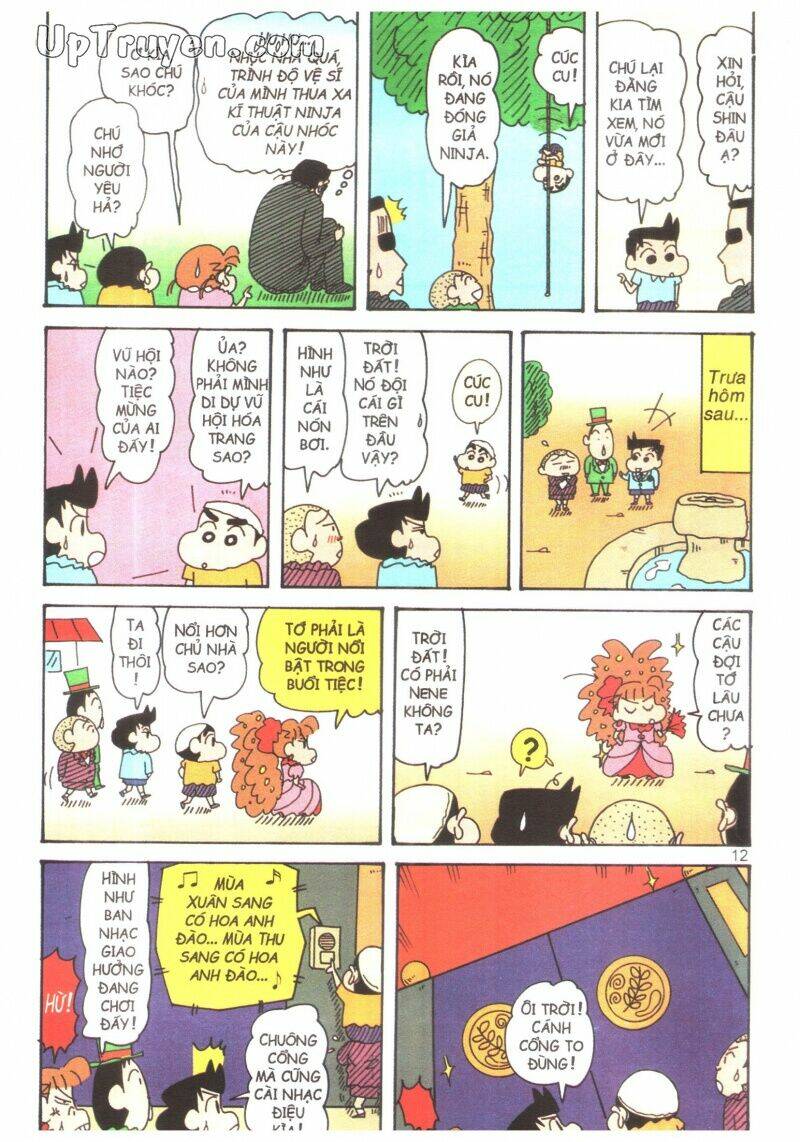 UpTruyen.com
XIN
HỎI,
CẬU
SHIN
ĐÂU
Ạ?
CHÚ LẠI
ĐẰNG
KIA TÌM
XEM, NÓ
VỪA MỚI
Ở ĐÂY...
CÚC
CU!
KÌA
RỒI, NÓ
ĐANG
ĐÓNG
GIẢ
NINJA.
NHỤC NHÃ QUÁ,
TRÌNH ĐỘ VỆ SĨ
CỦA MÌNH THUA XA
KĨ THUẬT NINJA
CỦA CẬU NHÓC
NÀY!
SAO CHÚ
KHÓC?
CHÚ
NHỚ
NGƯỜI
YÊU
HẢ?
Trưa
hôm
sau...
CÚC
CU!
TRỜI
ĐẤT!
NÓ ĐỘI
CÁI GÌ
TRÊN
ĐẦU
VẬY?
HÌNH
NHƯ
LÀ CÁI
NÓN
BƠI.
ỦA?
KHÔNG
PHẢI MÌNH
ĐI DỰ VŨ
HỘI HÓA
TRANG
SAO?
VŨ HỘI
NÀO?
TIỆC
MỪNG
CỦA AI
ĐẤY!
CÁC
CẬU
ĐỢI
TỚ
LÂU
CHƯA?
TRỜI
ĐẤT!
CÓ PHẢI
NENE
KHÔNG
TA?
?
TỚ PHẢI LÀ
NGƯỜI NỔI
BẬT TRONG
BUỔI TIỆC!
NỔI HƠN
CHỦ NHÀ
SAO?
TA
ĐI
THÔI!
12
ÔI TRỜI!
CÁNH
CỔNG TO
ĐÙNG!
MÙA
XUÂN SANG
CÓ HOA ANH
ĐÀO... MÙA THU
SANG CÓ HOA
ANH ĐÀO...
CHUÔNG
CỔNG
MÀ CŨNG
CÀI NHẠC
ĐIỆU
KÌA!
HÌNH
NHƯ
BAN
NHẠC
GIAO
HƯỞNG
ĐANG
CHƠI
ĐẤY!
HỪ!